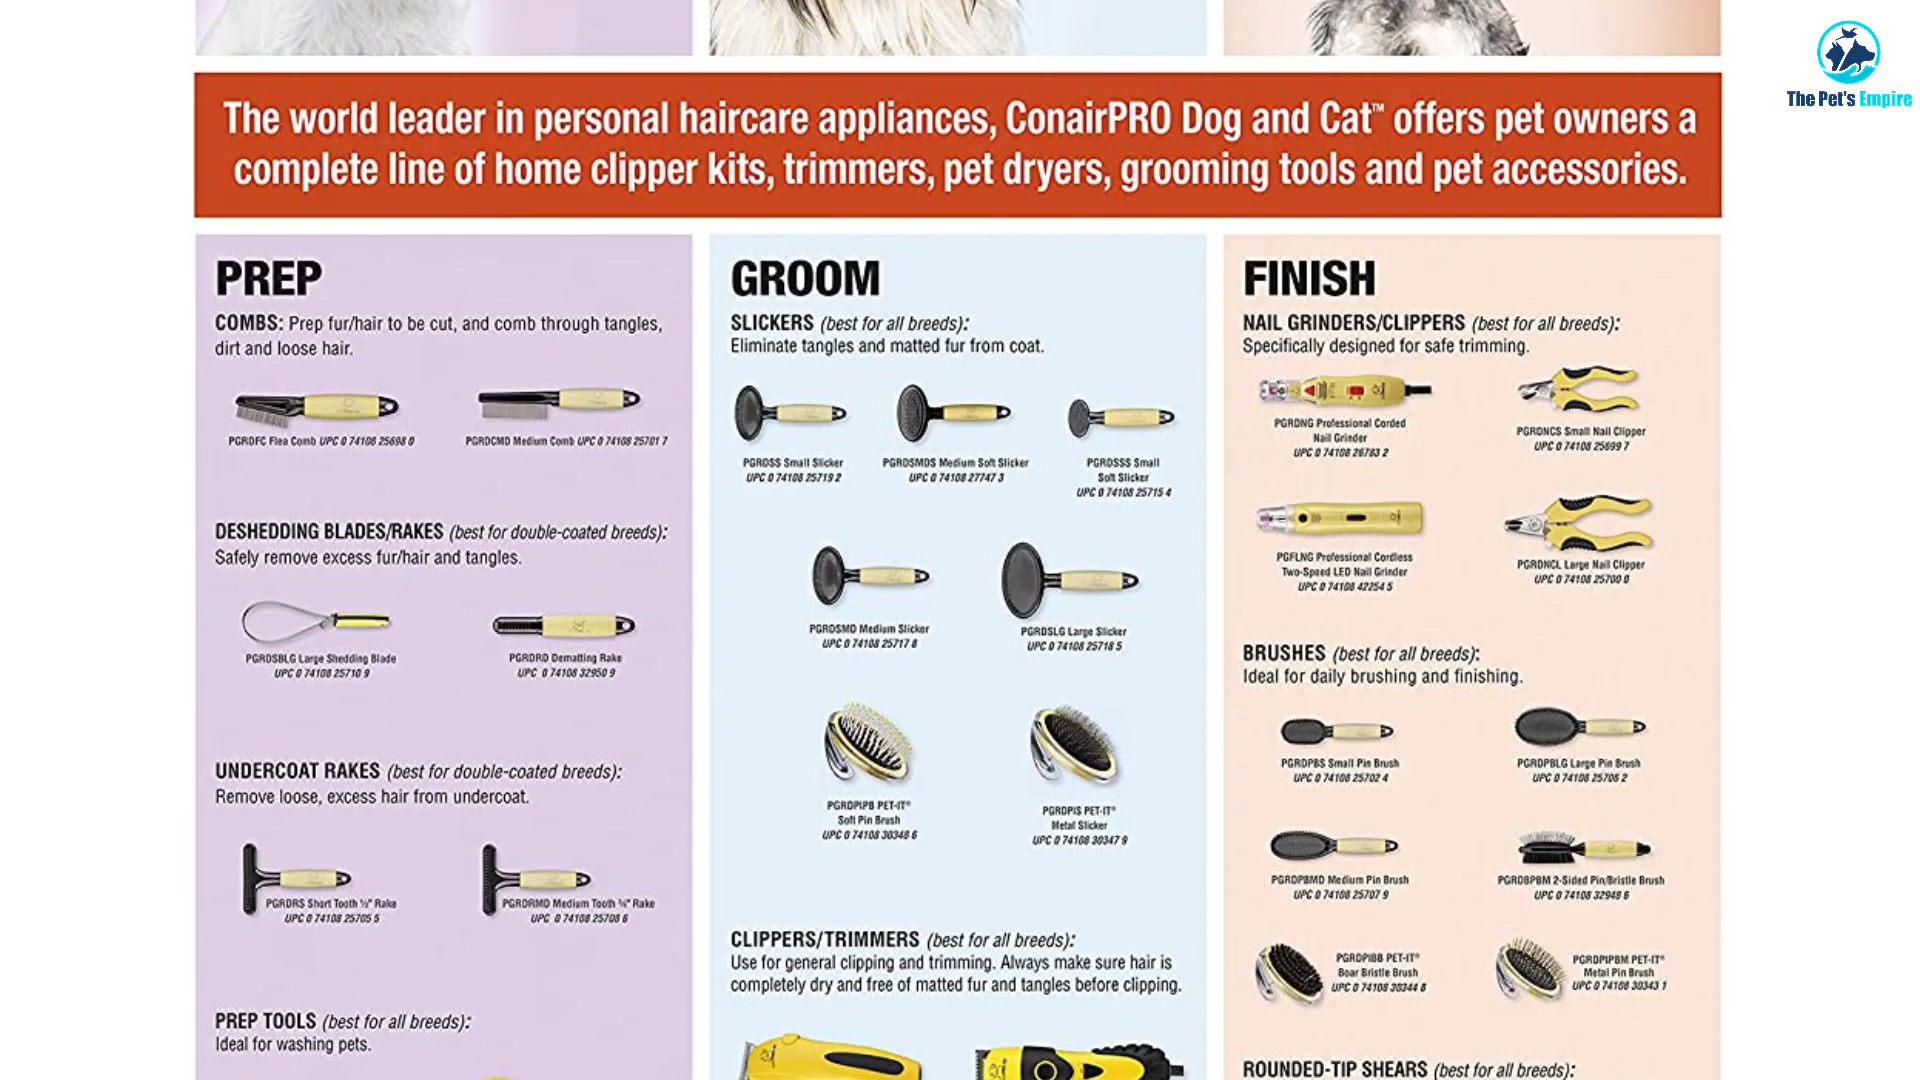 The Pet's Empire
The world leader in personal haircare appliances, ConairPRO Dog and Cat™ offers pet owners a
complete line of home clipper kits, trimmers, pet dryers, grooming tools and pet accessories.
PREP
COMBS: Prep fur/hair to be cut, and comb through tangles,
dirt and loose hair.
PGRDFC Flea Comb UPC 0 74108 25698 0
PGRDCMD Medium Comb UPC 0 74108 25701 7
DESHEDDING BLADES/RAKES (best for double-coated breeds):
Safely remove excess fur/hair and tangles.
PGRDSBLG Large Shedding Blade
UPC 0 74108 25710 9
PGRDRD Dematting Rake
UPC 0 74108 32950 9
UNDERCOAT RAKES (best for double-coated breeds):
Remove loose, excess hair from undercoat.
PGRDRS Short Tooth ½" Rake
UPC 0 74108 25705 5
PGRDRMD Medium Tooth ¾" Rake
UPC 0 74108 25708 6
PREP TOOLS (best for all breeds):
Ideal for washing pets.
GROOM
SLICKERS (best for all breeds):
Eliminate tangles and matted fur from coat.
PGRDSS Small Slicker
UPC 0 74108 25719 2
PGRDSMDS Medium Soft Slicker
UPC 0 74108 27747 3
PGRDSSS Small
Soft Slicker
UPC 0 74108 25715 4
PGRDSMD Medium Slicker
UPC 0 74108 25717 8
PGRDSLG Large Slicker
UPC 0 74108 25718 5
PGRDPIPB PET-IT®
Soft Pin Brush
UPC 0 74108 30348 6
PGRDPIS PET-IT®
Metal Slicker
UPC 0 74108 30347 9
CLIPPERS/TRIMMERS (best for all breeds):
Use for general clipping and trimming. Always make sure hair is
completely dry and free of matted fur and tangles before clipping.
FINISH
NAIL GRINDERS/CLIPPERS (best for all breeds):
Specifically designed for safe trimming.
PGRDNG Professional Corded
Nail Grinder
UPC 0 74108 26783 2
PGRDNCS Small Nail Clipper
UPC 0 74108 25699 7
PGFLNG Professional Cordless
Two-Speed LED Nail Grinder
UPC 0 74108 42254 5
PGRDNCL Large Nail Clipper
UPC 0 74108 25700 0
BRUSHES (best for all breeds):
Ideal for daily brushing and finishing.
PGRDPBS Small Pin Brush
UPC 0 74108 25702 4
PGRDPBLG Large Pin Brush
UPC 0 74108 25706 2
PGRDPBMD Medium Pin Brush
UPC 0 74108 25707 9
PGRDBPBM 2-Sided Pin/Bristle Brush
UPC 0 74108 32948 6
PGRDPIBB PET-IT®
Boar Bristle Brush
UPC 0 74108 30344 8
PGRDPIPBM PET-IT®
Metal Pin Brush
UPC 0 74108 30343 1
ROUNDED-TIP SHEARS (best for all breeds):